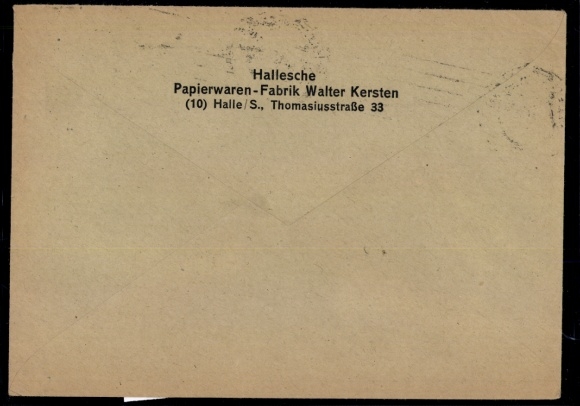 Hallesche
Papierwaren-Fabrik Walter Kersten
(10) Halle/S., Thomasiusstraße 33